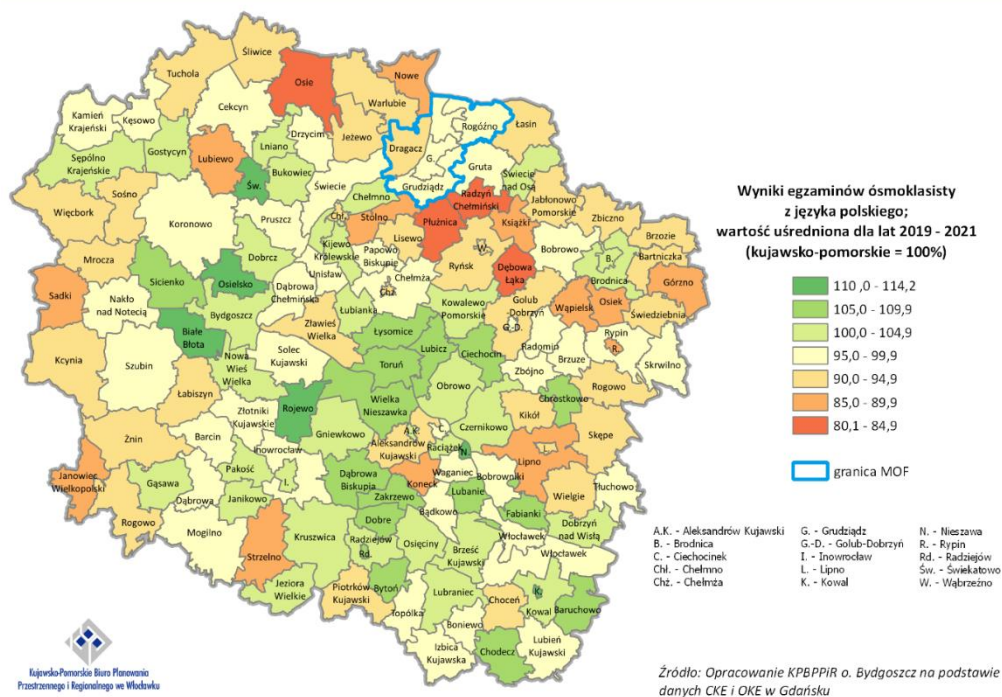 Śliwice
Tuchola
Osie
Nowe
Warlubie
Kamień
Krajeński
Kęsowo
Cekcyn
Drzycim
Jeżewo
Rogóźno
Łasin
Dragacz
G.
Sępólno
Krajeńskie
Gostycyn
Lubiewo
Lniano
Św.
Bukowiec
Świecie
Grudziądz
Gruta
Świecie
nad Osą
Sośno
Więcbork
Koronowo
Pruszcz
Chełmno
Chł.
Stolno
Płużnica
Radzyń
Chełmiński
Książki
Jabłonowo
Pomorskie
Zbiczno
Brzozie
Bartniczka
Mrocza
Sicienko
Osielsko
Dobrcz
Kijewo
Królewskie
Unisław
Papowo
Biskupie
Lisewo
W.
Ryńsk
Dębowa
Łąka
Bobrowo
B.
Brodnica
Górzno
Sadki
Nakło
nad Notecią
Białe
Błota
Bydgoszcz
Dąbrowa
Chełmińska
Chełmża
Chż.
Łubianka
Kowalewo
Pomorskie
Golub
-Dobrzyń
G.-D.
Wąpielsk
Osiek
Świedziebnia
Kcynia
Szubin
Nowa
Wieś
Wielka
Solec
Kujawski
Zławieś
Wielka
Łysomice
Lubicz
Toruń
Ciechocin
Radomin
Rypin
R.
Brzuze
Skrwilno
Zbójno
Łabiszyn
Złotniki
Kujawskie
Rojewo
Wielka
Nieszawka
Obrowo
Chrostkowo
Rogowo
Żnin
Barcin
Inowrocław
I.
Gniewkowo
Aleksandrów
Kujawski
A.K.
C.
Raciążek
Czernikowo
N.
Kikół
Skępe
Janowiec
Wielkopolski
Gąsawa
Pakość
Dąbrowa
Janikowo
Dąbrowa
Biskupia
Koneck
Waganiec
Bobrowniki
Lipno
Wielgie
Tłuchowo
Rogowo
Mogilno
Strzelno
Kruszwica
Zakrzewo
Dobre
Radziejów
Rd.
Bądkowo
Lubanie
Fabianki
Osięciny
Włocławek
Dobrzyń
nad Wisłą
Włocławek
Jeziora
Wielkie
Piotrków
Kujawski
Bytoń
Brześć
Kujawski
Lubraniec
Topólka
Choceń
K.
Kowal
Baruchowo
Boniewo
Izbica
Kujawska
Chodecz
Lubień
Kujawski
Wyniki egzaminów ósmoklasisty
z języka polskiego;
wartość uśredniona dla lat 2019 - 2021
(kujawsko-pomorskie = 100%)
110 ,0 - 114,2
105,0 - 109,9
100,0 - 104,9
95,0 - 99,9
90,0 - 94,9
85,0 - 89,9
80,1 - 84,9
granica MOF
A.K. - Aleksandrów Kujawski
B. - Brodnica
C. - Ciechocinek
Chł. - Chełmno
Chż. - Chełmża
G. - Grudziądz
G.-D. - Golub-Dobrzyń
I. - Inowrocław
L. - Lipno
K. - Kowal
N. - Nieszawa
R. - Rypin
Rd. - Radziejów
Św. - Świekatowo
W. - Wąbrzeźno
Kujawsko-Pomorskie Biuro Planowania
Przestrzennego i Regionalnego we Włocławku
Źródło: Opracowanie KPBPPiR o. Bydgoszcz na podstawie
danych CKE i OKE w Gdańsku